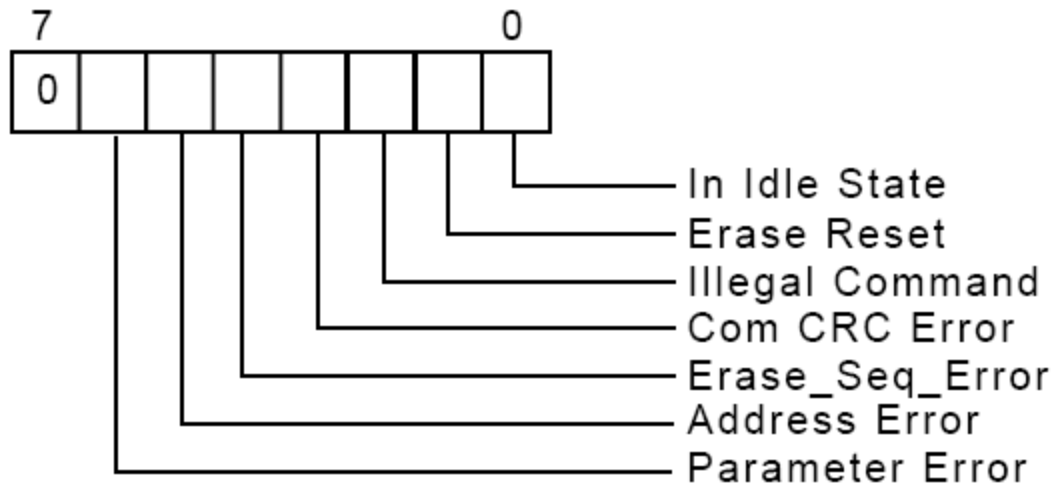 7 0
0
In Idle State
Erase Reset
Illegal Command
Com CRC Error
Erase_Seq_Error
Address Error
Parameter Error